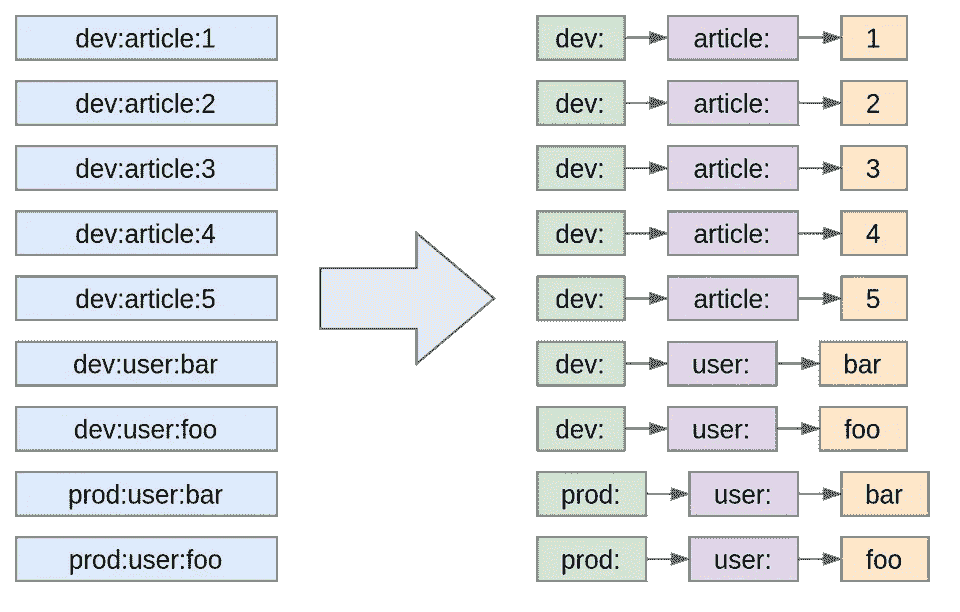 dev:article:1 dev: article: 1
dev:article:2 dev: article: 2
dev:article:3 dev: article: 3
dev:article:4 dev: article: 4
dev:article:5 dev: article: 5
dev:user:bar dev: user: bar
dev:user:foo dev: user: foo
prod:user:bar prod: user: bar
prod:user:foo prod: user: foo